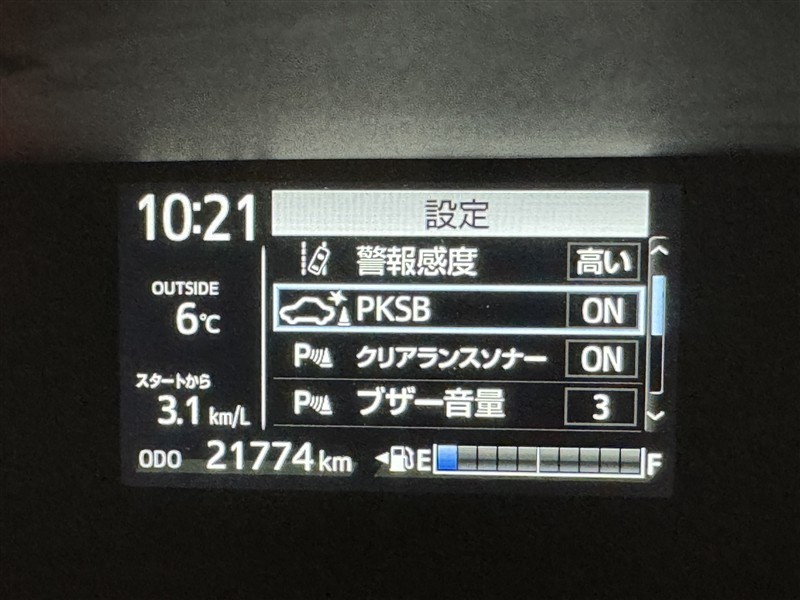 10:21
設定
警報感度 高い
OUTSIDE
6℃
PKSB ON
P クリアランスソナー ON
スタートから
3.1 km/L
P ブザー音量 3
ODO 21774 km
E F